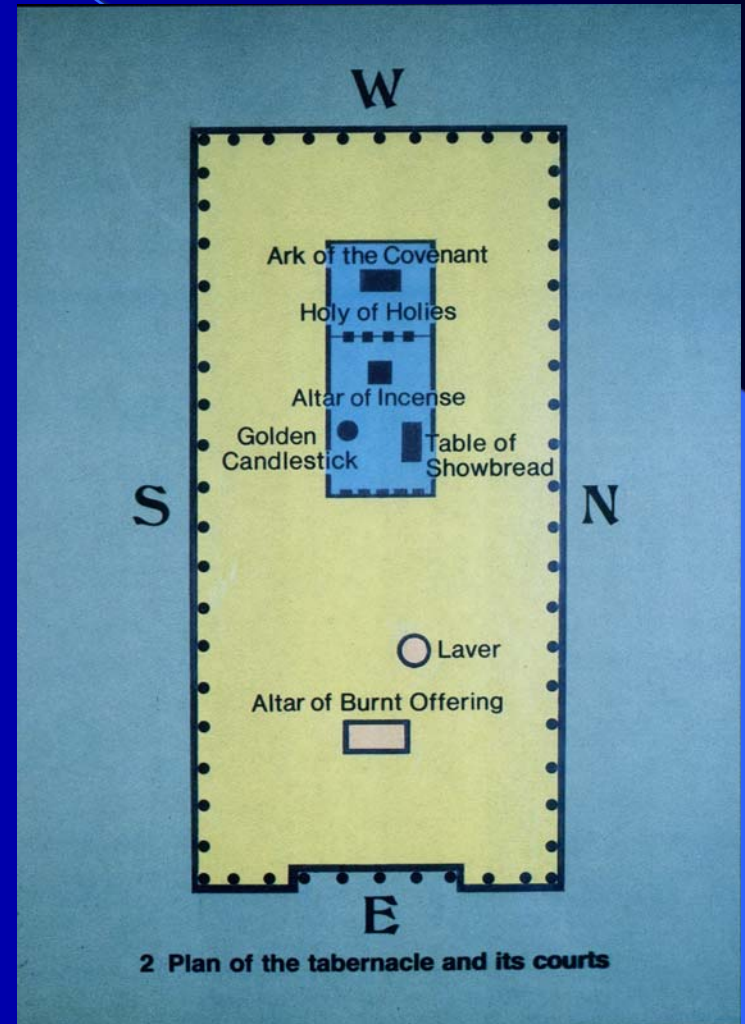 W
Ark of the Covenant
Holy of Holies
Altar of Incense
Golden
Candlestick
Table of
Showbread
S
N
Laver
Altar of Burnt Offering
E
2 Plan of the tabernacle and its courts